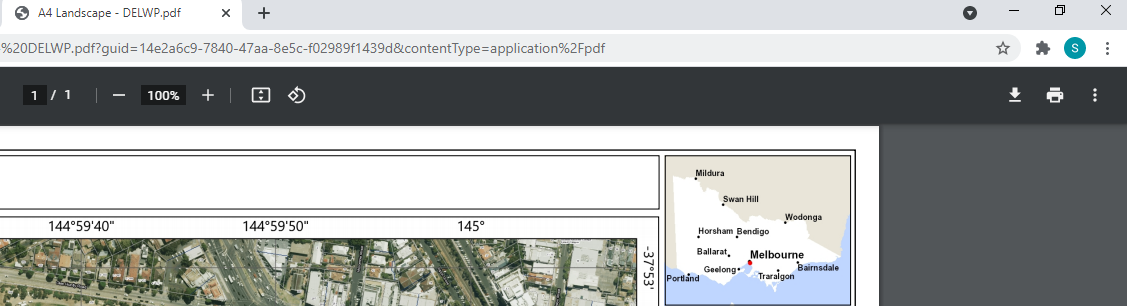 A4 Landscape - DELWP.pdf
%20DELWP.pdf?guid=14e2a6c9-7840-47aa-8e5c-f02989f1439d&contentType=application%2Fpdf
S
1 / 1
100%
144°59'40"
144°59'50"
145°
-37°53'
Mildura
Swan Hill
Wodonga
Horsham
Bendigo
Ballarat
Melbourne
Geelong
Bairnsdale
Portland
Traralgon